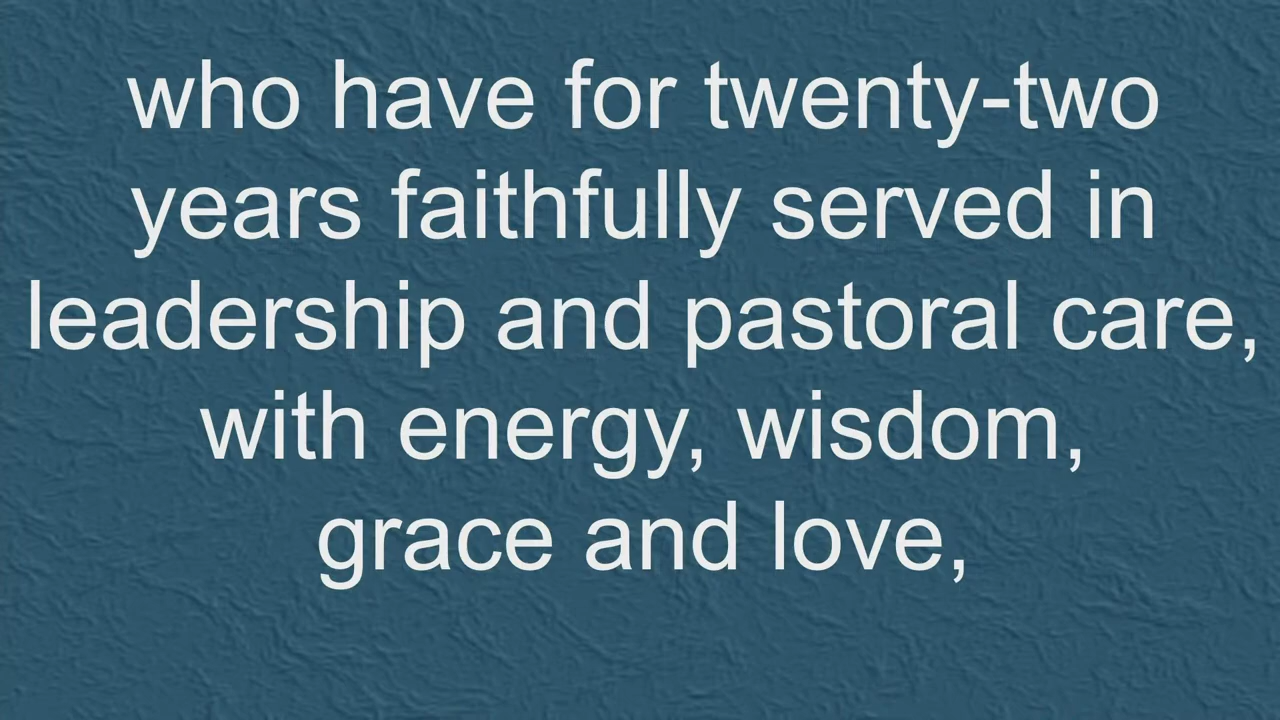 who have for twenty-two
years faithfully served in
leadership and pastoral care,
with energy, wisdom,
grace and love,